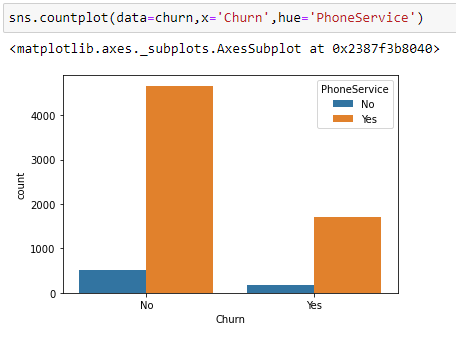 sns.countplot(data=churn,x='Churn',hue='PhoneService')
<matplotlib.axes._subplots.AxesSubplot at 0x2387f3b8040>
PhoneService
No
Yes
4000
3000
2000
1000
0
count
No
Yes
Churn